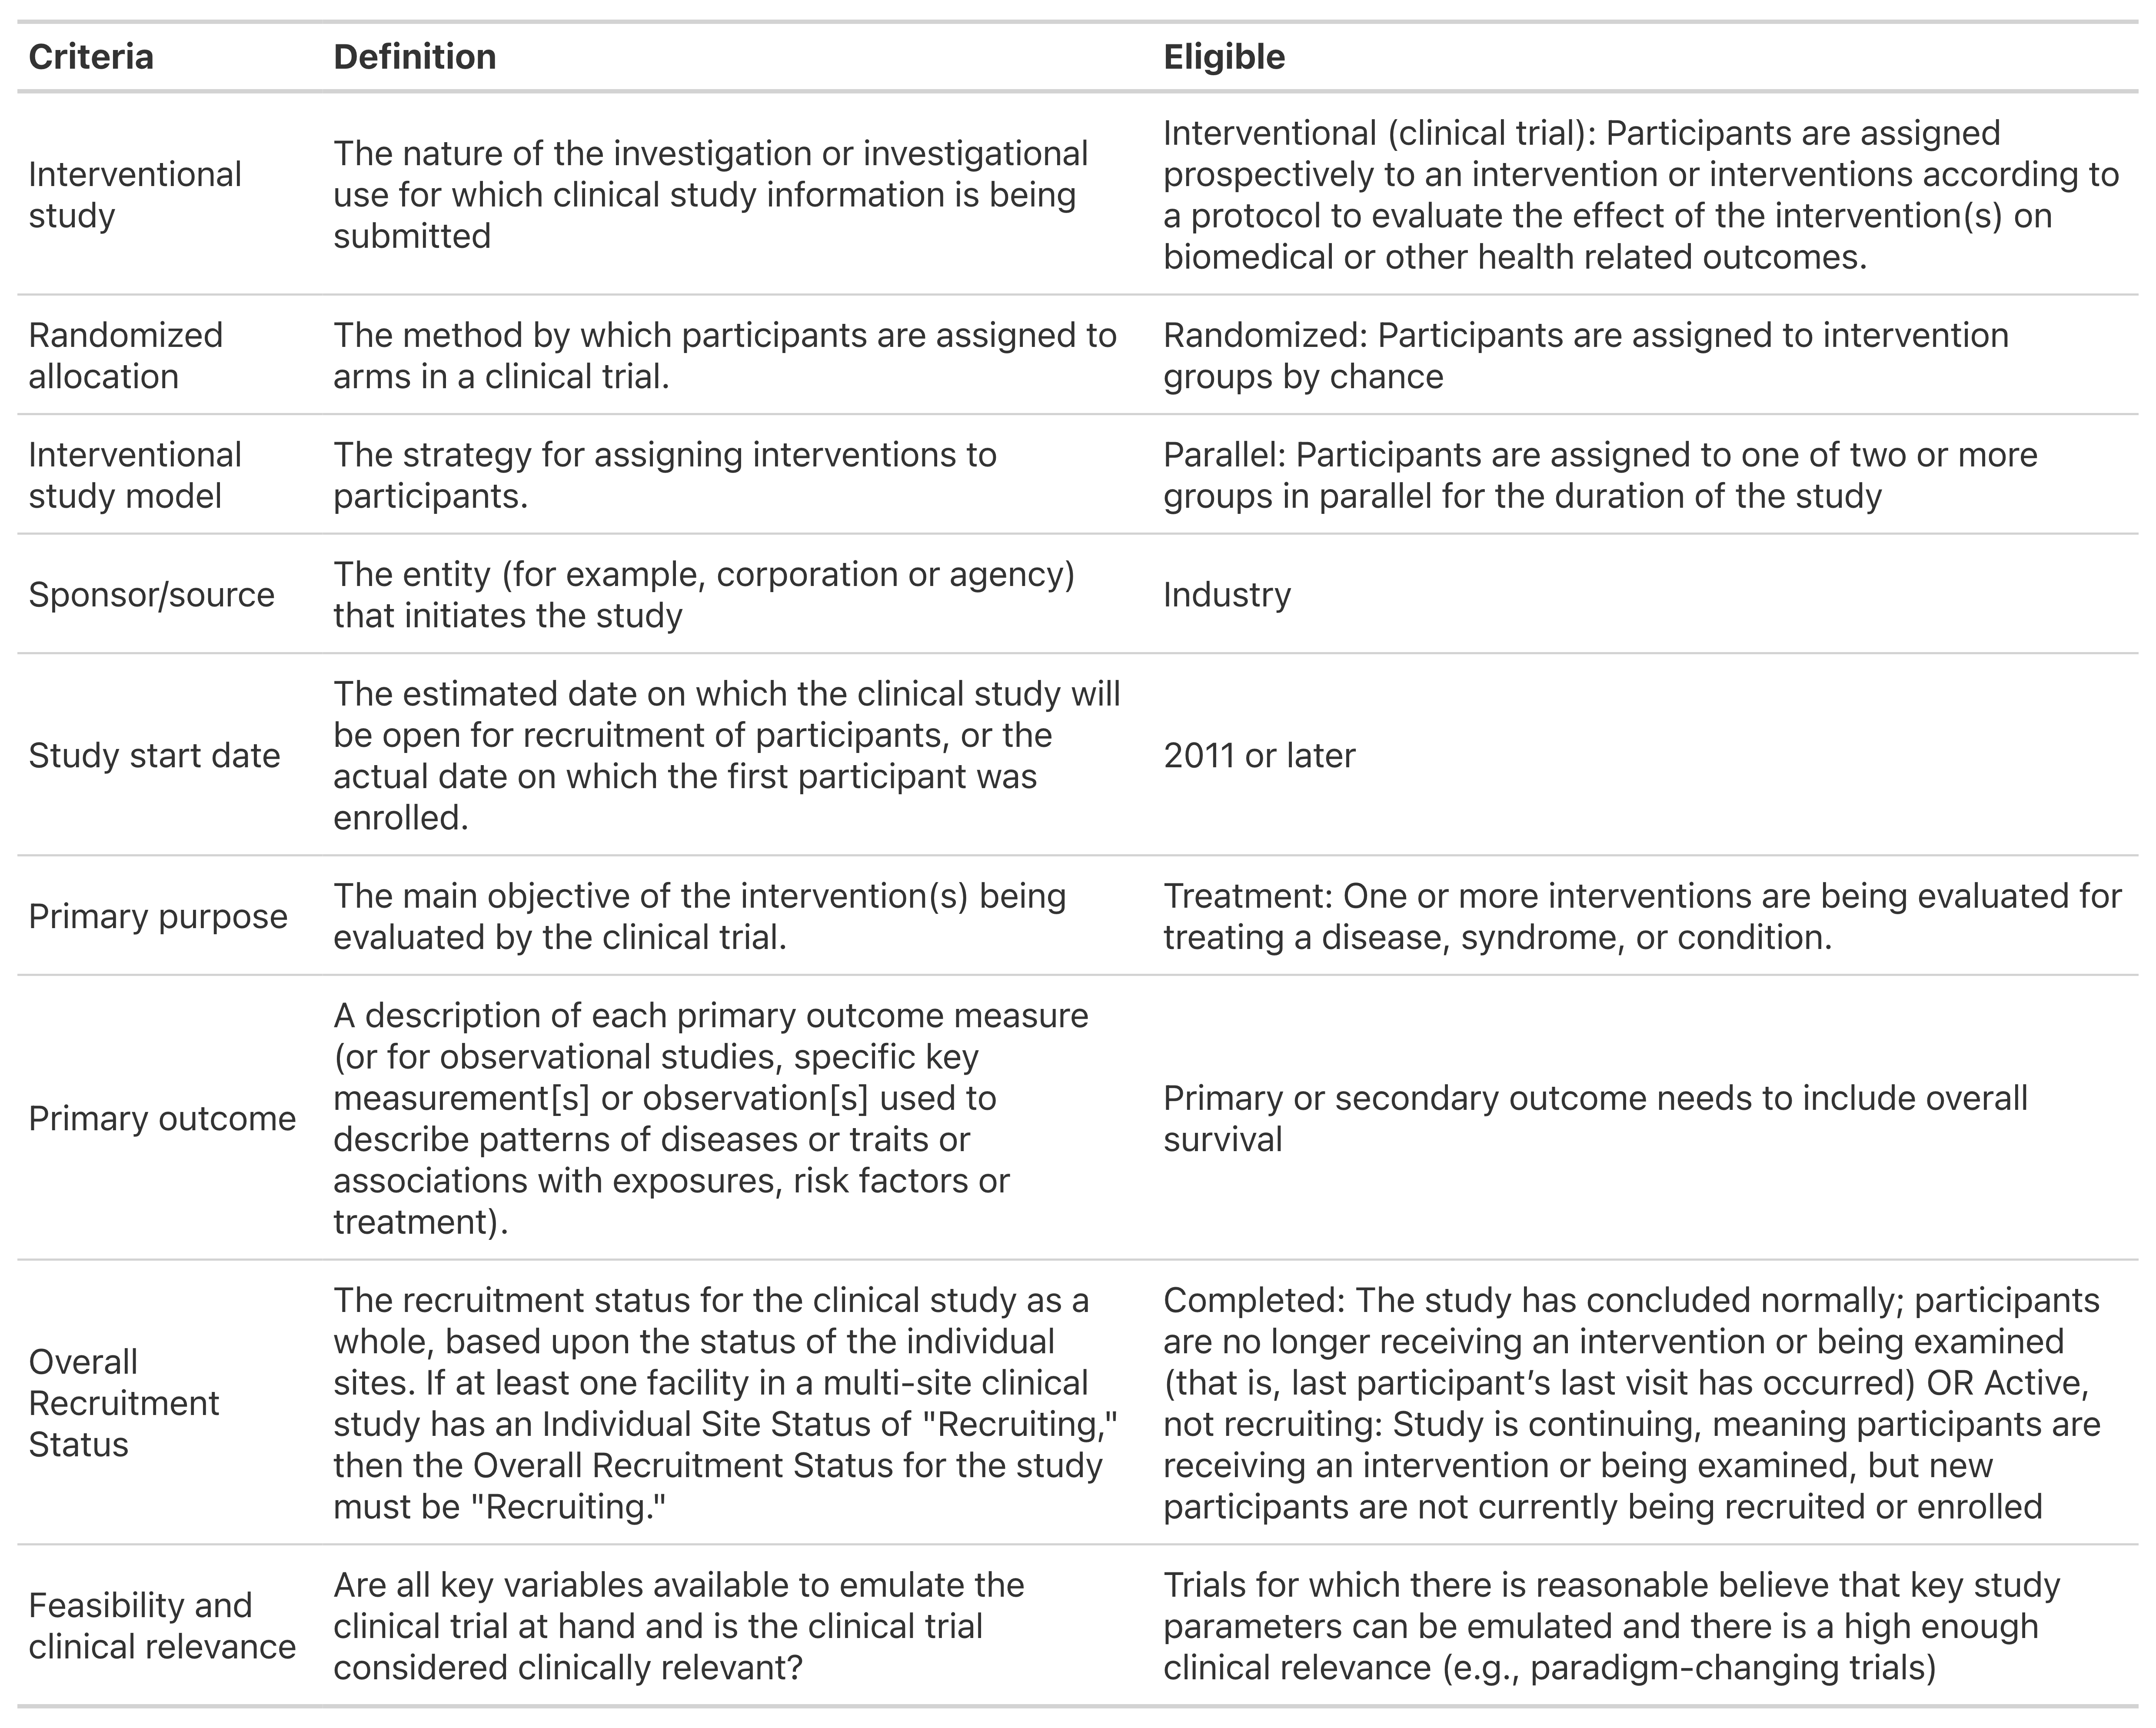 Criteria
Definition
Eligible
Interventional
study
The nature of the investigation or investigational
use for which clinical study information is being
submitted
Interventional (clinical trial): Participants are assigned
prospectively to an intervention or interventions according to
a protocol to evaluate the effect of the intervention(s) on
biomedical or other health related outcomes.
Randomized
allocation
The method by which participants are assigned to
arms in a clinical trial.
Randomized: Participants are assigned to intervention
groups by chance
Interventional
study model
The strategy for assigning interventions to
participants.
Parallel: Participants are assigned to one of two or more
groups in parallel for the duration of the study
Sponsor/source
The entity (for example, corporation or agency)
that initiates the study
Industry
Study start date
The estimated date on which the clinical study will
be open for recruitment of participants, or the
actual date on which the first participant was
enrolled.
2011 or later
Primary purpose
The main objective of the intervention(s) being
evaluated by the clinical trial.
Treatment: One or more interventions are being evaluated for
treating a disease, syndrome, or condition.
Primary outcome
A description of each primary outcome measure
(or for observational studies, specific key
measurement[s] or observation[s] used to
describe patterns of diseases or traits or
associations with exposures, risk factors or
treatment).
Primary or secondary outcome needs to include overall
survival
Overall
Recruitment
Status
The recruitment status for the clinical study as a
whole, based upon the status of the individual
sites. If at least one facility in a multi-site clinical
study has an Individual Site Status of "Recruiting,"
then the Overall Recruitment Status for the study
must be "Recruiting."
Completed: The study has concluded normally; participants
are no longer receiving an intervention or being examined
(that is, last participant’s last visit has occurred) OR Active,
not recruiting: Study is continuing, meaning participants are
receiving an intervention or being examined, but new
participants are not currently being recruited or enrolled
Feasibility and
clinical relevance
Are all key variables available to emulate the
clinical trial at hand and is the clinical trial
considered clinically relevant?
Trials for which there is reasonable believe that key study
parameters can be emulated and there is a high enough
clinical relevance (e.g., paradigm-changing trials)